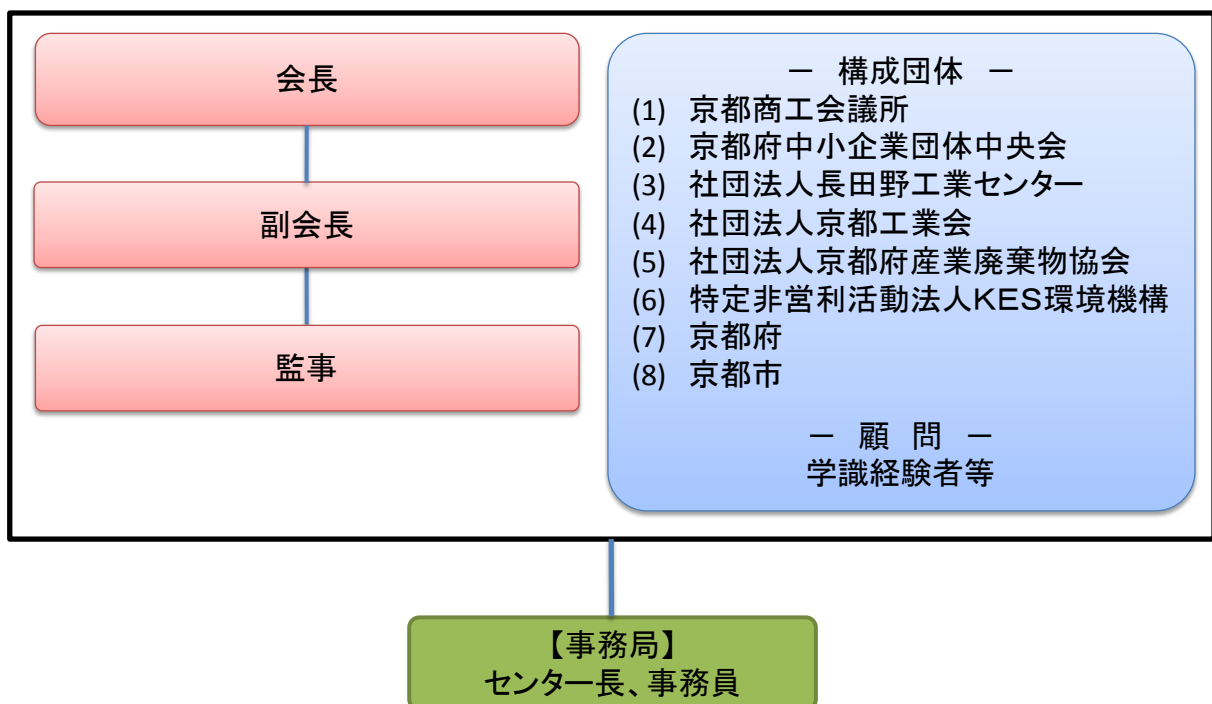 会長
副会長
監事
－ 構成団体 －
(1) 京都商工会議所
(2) 京都府中小企業団体中央会
(3) 社団法人長田野工業センター
(4) 社団法人京都工業会
(5) 社団法人京都府産業廃棄物協会
(6) 特定非営利活動法人KES環境機構
(7) 京都府
(8) 京都市
－ 顧 問 －
学識経験者等
【事務局】
センター長、事務員